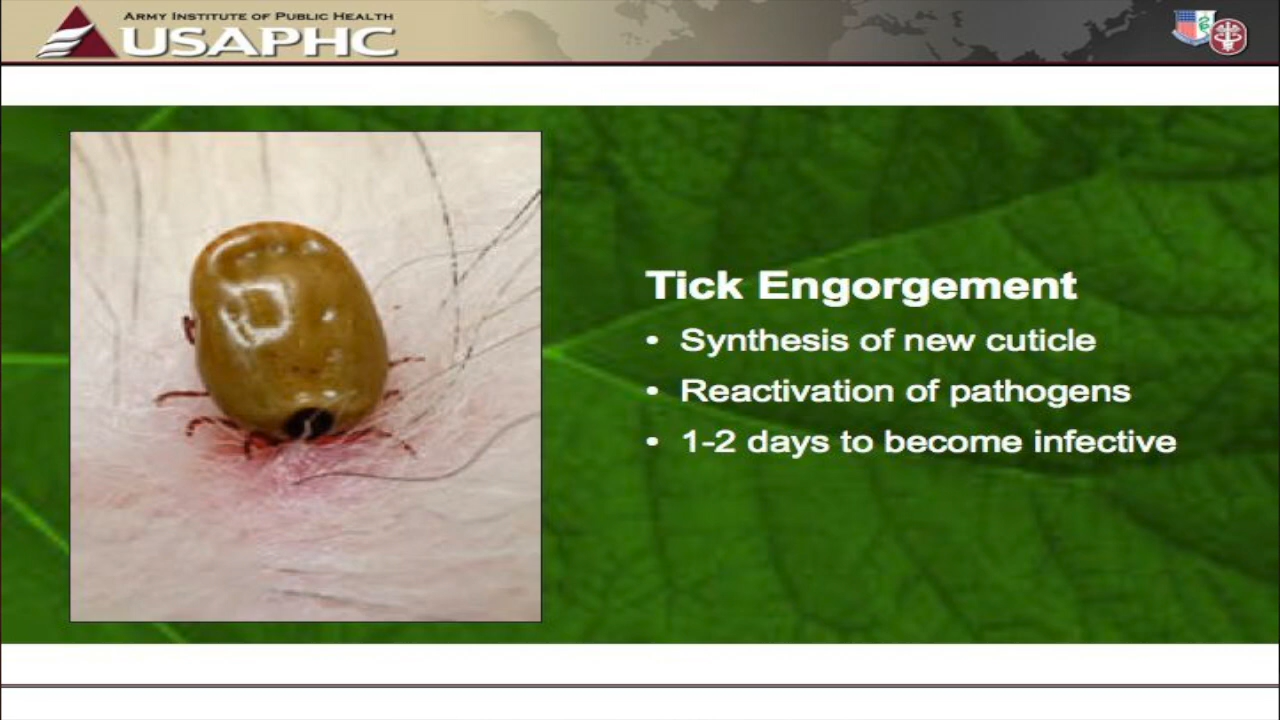 ARMY INSTITUTE OF PUBLIC HEALTH
USAPHC
Tick Engorgement
• Synthesis of new cuticle
• Reactivation of pathogens
• 1-2 days to become infective